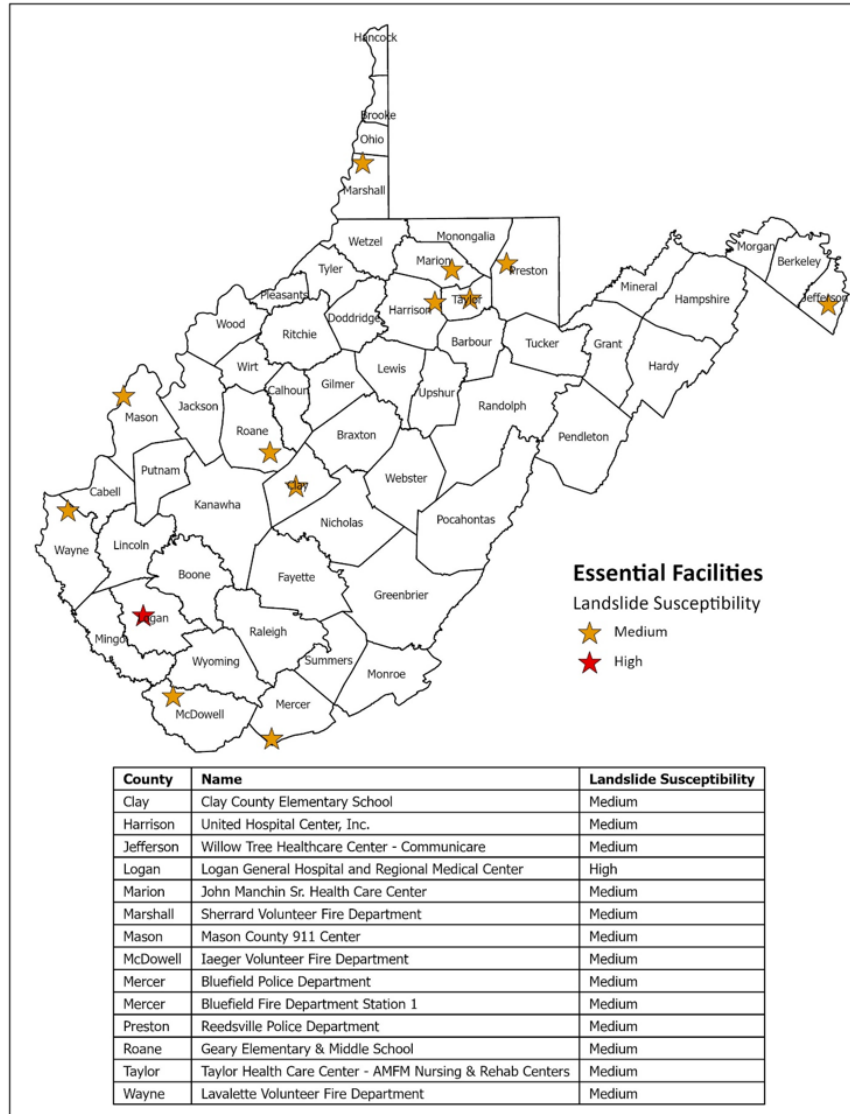 Hancock
Brooke
Ohio
Marshall
Wetzel
Monongalia
Marion
Preston
Tyler
Pleasants
Harrison
Taylor
Doddridge
Wood
Ritchie
Morgan
Berkeley
Jefferson
Mineral
Hampshire
Grant
Hardy
Barbour
Tucker
Wirt
Calhoun
Gilmer
Lewis
Upshur
Randolph
Pendleton
Mason
Jackson
Roane
Braxton
Webster
Putnam
Cabell
Kanawha
Clay
Nicholas
Pocahontas
Wayne
Lincoln
Boone
Fayette
Greenbrier
Logan
Mingo
Raleigh
Wyoming
Summers
Monroe
McDowell
Mercer
Essential Facilities
Landslide Susceptibility
Medium
High
County Name Landslide Susceptibility
Clay Clay County Elementary School Medium
Harrison United Hospital Center, Inc. Medium
Jefferson Willow Tree Healthcare Center - Communicare Medium
Logan Logan General Hospital and Regional Medical Center High
Marion John Manchin Sr. Health Care Center Medium
Marshall Sherrard Volunteer Fire Department Medium
Mason Mason County 911 Center Medium
McDowell Iaeger Volunteer Fire Department Medium
Mercer Bluefield Police Department Medium
Mercer Bluefield Fire Department Station 1 Medium
Preston Reedsville Police Department Medium
Roane Geary Elementary & Middle School Medium
Taylor Taylor Health Care Center - AMFM Nursing & Rehab Centers Medium
Wayne Lavalette Volunteer Fire Department Medium